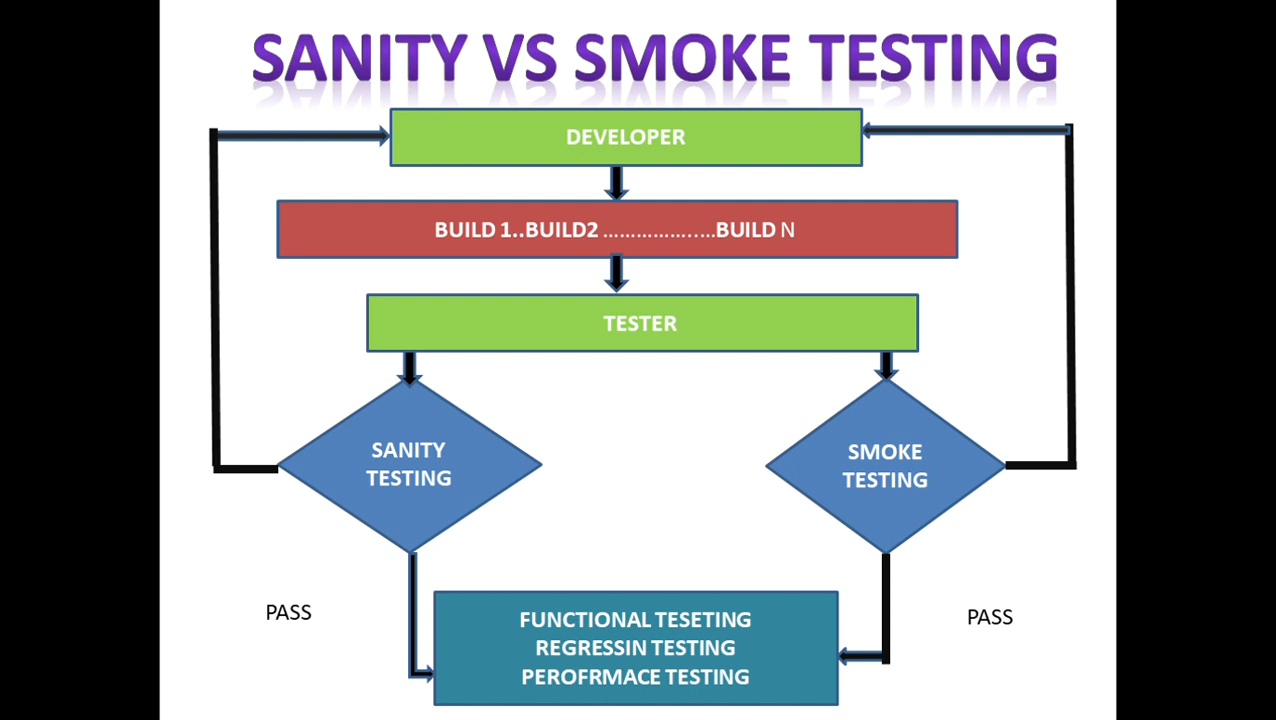 SANITY VS SMOKE TESTING
DEVELOPER
BUILD 1..BUILD2 ……………..…BUILD N
TESTER
SANITY
TESTING
SMOKE
TESTING
PASS
FUNCTIONAL TESETING
REGRESSIN TESTING
PEROFRMACE TESTING
PASS